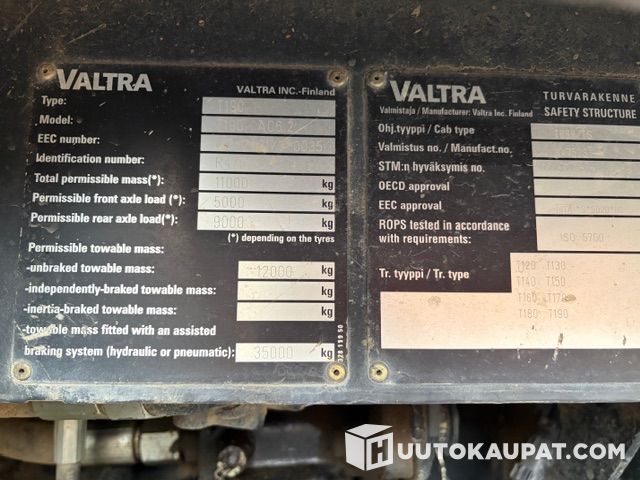 VALTRA
VALTRA INC.-Finland
Type: T190
Model:
EEC number:
Identification number:
Total permissible mass(*): 11000 kg
Permissible front axle load (*): 5000 kg
Permissible rear axle load(*): 9000 kg
(*) depending on the tyres
Permissible towable mass:
-unbraked towable mass: 12000 kg
-independently-braked towable mass: kg
-inertia-braked towable mass: kg
-towable mass fitted with an assisted
braking system (hydraulic or pneumatic): 35000 kg
378 119 50
VALTRA
TURVARAKENNE
SAFETY STRUCTURE
Valmistaja / Manufacturer: Valtra Inc. Finland
Ohj.tyyppi / Cab type
Valmistus no. / Manufact.no.
STM:n hyväksymis no.
OECD approval
EEC approval
ROPS tested in accordance
with requirements: ISO 5700
Tr. tyyppi / Tr. type
T120 T130
T140 T150
T160 T170
T180 T190
HUUTOKAUPAT.COM